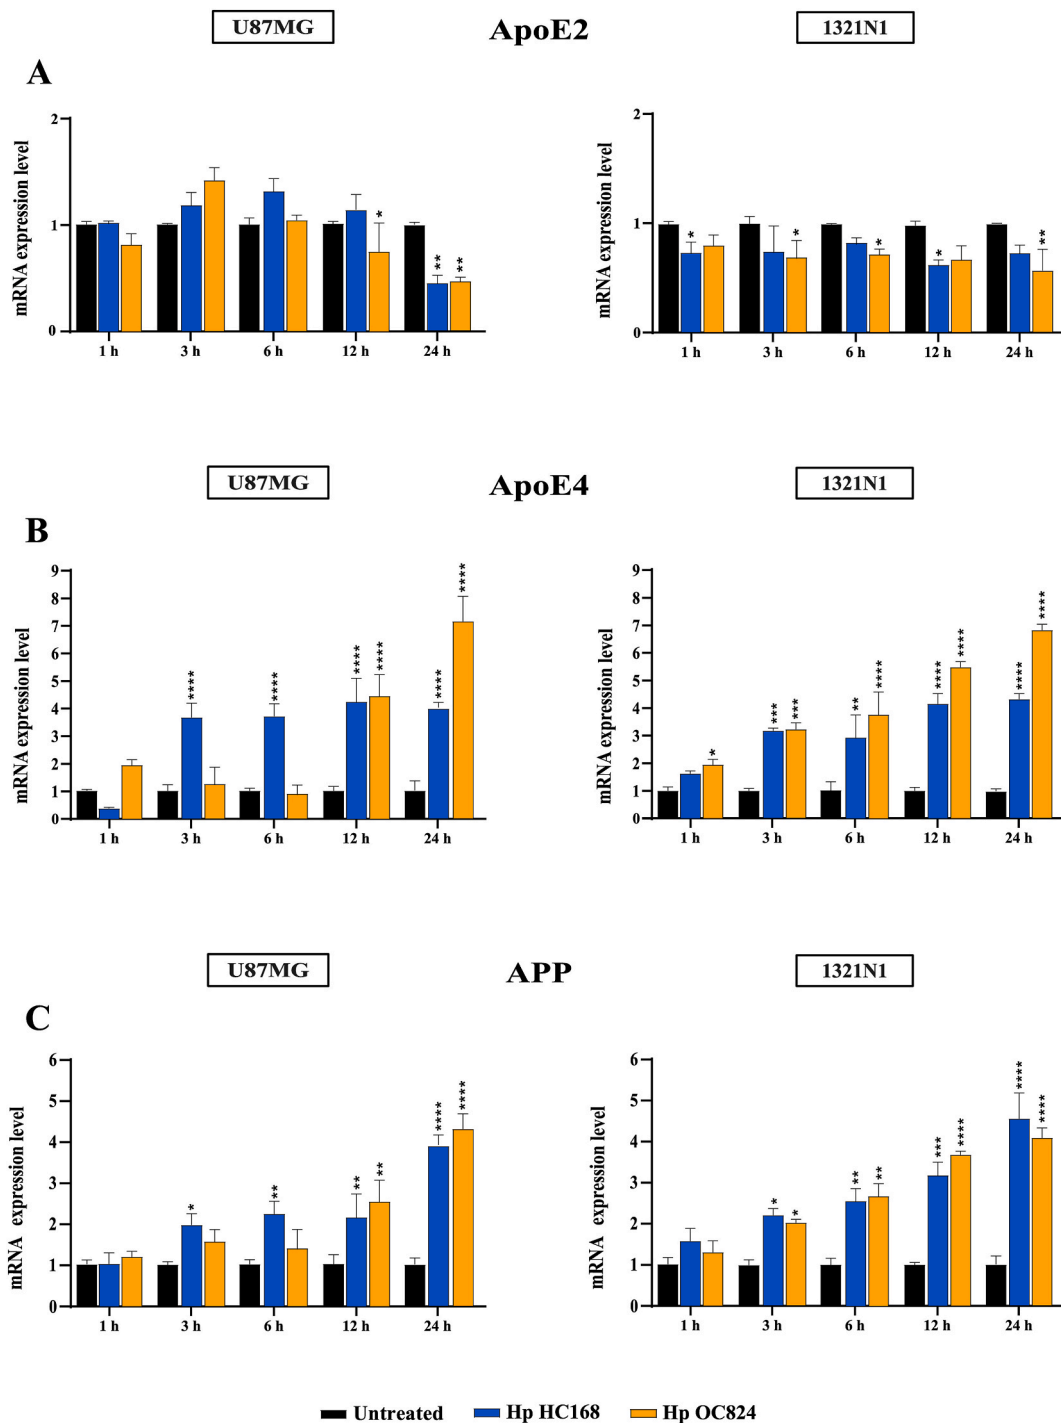 U87MG ApoE2 1321N1
A
mRNA expression level
2
1
0
* ** **
1 h 3 h 6 h 12 h 24 h
mRNA expression level
2
1
0
* * * * **
1 h 3 h 6 h 12 h 24 h
U87MG ApoE4 1321N1
B
mRNA expression level
9
8
7
6
5
4
3
2
1
0
**** **** **** **** **** ****
1 h 3 h 6 h 12 h 24 h
mRNA expression level
9
8
7
6
5
4
3
2
1
0
* *** *** ** **** **** **** **** ****
1 h 3 h 6 h 12 h 24 h
U87MG APP 1321N1
C
mRNA expression level
6
5
4
3
2
1
0
* ** ** ** **** ****
1 h 3 h 6 h 12 h 24 h
mRNA expression level
6
5
4
3
2
1
0
* * ** ** *** **** **** ****
1 h 3 h 6 h 12 h 24 h
Untreated Hp HC168 Hp OC824